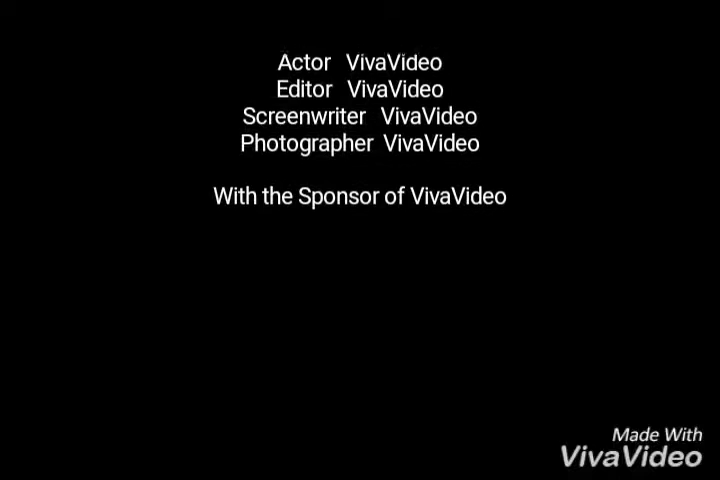 Actor VivaVideo
Editor VivaVideo
Screenwriter VivaVideo
Photographer VivaVideo
With the Sponsor of VivaVideo
Made With
VivaVideo